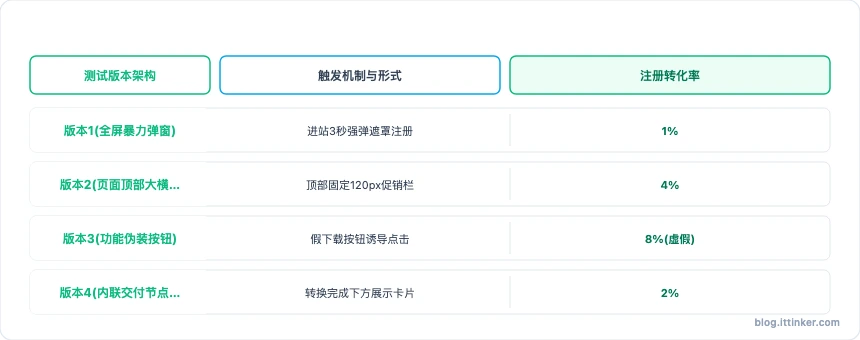 测试版本架构 触发机制与形式 注册转化率
版本1(全屏暴力弹窗) 进站3秒强弹遮罩注册 1%
版本2(页面顶部大横... 顶部固定120px促销栏 4%
版本3(功能伪装按钮) 假下载按钮诱导点击 8%(虚假)
版本4(内联交付节点... 转换完成下方展示卡片 2%
blog.ittinker.com